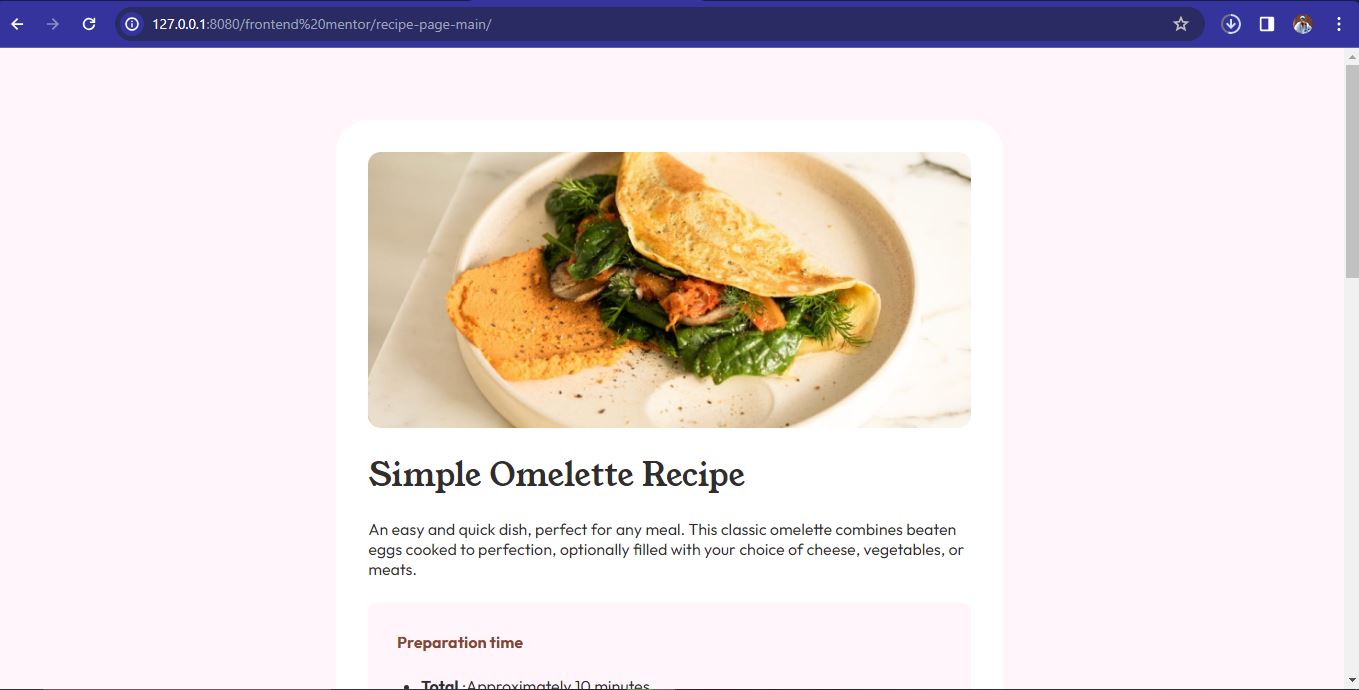 127.0.0.1:8080/frontend%20mentor/recipe-page-main/
Simple Omelette Recipe
An easy and quick dish, perfect for any meal. This classic omelette combines beaten
eggs cooked to perfection, optionally filled with your choice of cheese, vegetables, or
meats.
Preparation time
• Total :Approximately 10 minutes